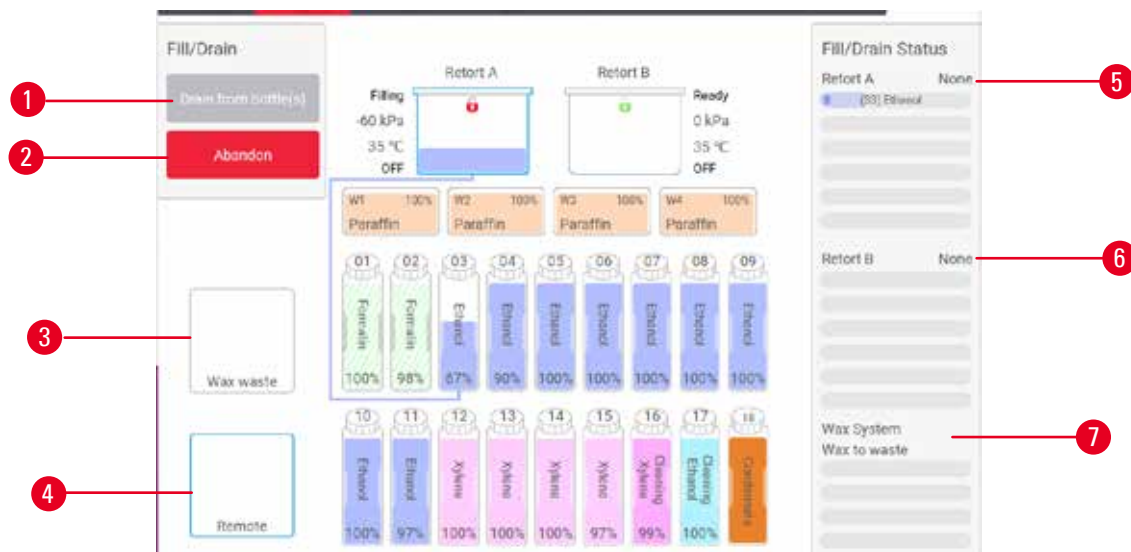 Fill/Drain
Drain from bottle(s)
Abandon
1
2
3
4
Wax waste
Remote
Retort A
Retort B
Filling
-60 kPa
35 °C
OFF
Ready
0 kPa
35 °C
OFF
W1 100%
Paraffin
W2 100%
Paraffin
W3 100%
Paraffin
W4 100%
Paraffin
01 02 03 04 05 06 07 08 09
Formalin Formalin Ethanol Ethanol Ethanol Ethanol Ethanol Ethanol Ethanol
100% 98% 67% 90% 100% 100% 100% 100% 100%
10 11 12 13 14 15 16 17 18
Ethanol Ethanol Xylene Xylene Xylene Xylene Cleaning Xylene Cleaning Ethanol Condensate
100% 97% 100% 100% 100% 97% 99% 100%
Fill/Drain Status
Retort A None
(S3) Ethanol
Retort B None
Wax System
Wax to waste
5
6
7